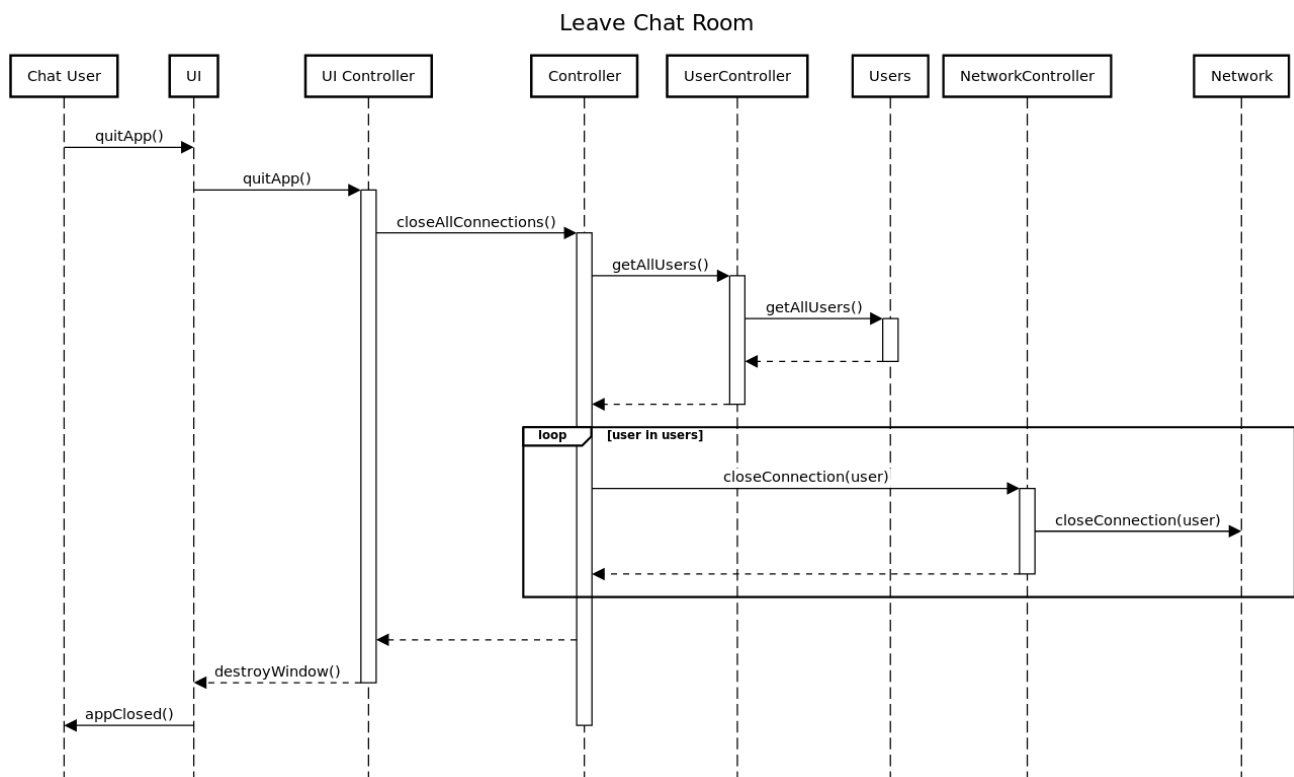 Leave Chat Room
Chat User
UI
UI Controller
Controller
UserController
Users
NetworkController
Network
quitApp()
quitApp()
closeAllConnections()
getAllUsers()
getAllUsers()
loop
[user in users]
closeConnection(user)
closeConnection(user)
destroyWindow()
appClosed()